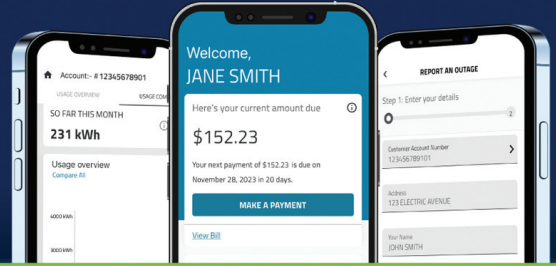 Account:- # 12345678901
USAGE OVERVIEW
USAGE COM
SO FAR THIS MONTH
231 kWh
Usage overview
Compare All
4000 kWh
3000 kWh
Welcome,
JANE SMITH
Here's your current amount due
$152.23
Your next payment of $152.23 is due on
November 28, 2023 in 20 days.
MAKE A PAYMENT
View Bill
REPORT AN OUTAGE
Step 1: Enter your details
2
Customer Account Number
123456789101
Address
123 ELECTRIC AVENUE
Your Name
JOHN SMITH